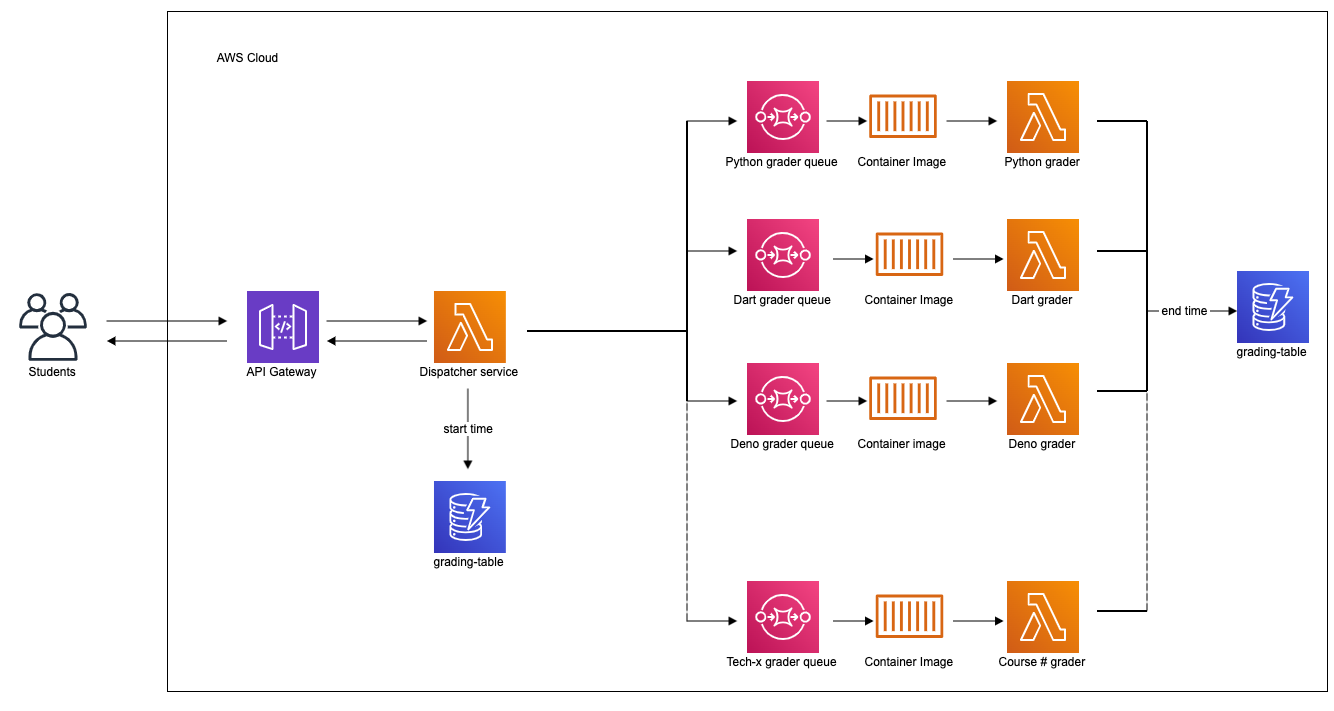 AWS Cloud
Python grader queue
Container Image
Python grader
Dart grader queue
Container Image
Dart grader
Students
API Gateway
Dispatcher service
end time
grading-table
start time
Deno grader queue
Container image
Deno grader
grading-table
Tech-x grader queue
Container Image
Course # grader